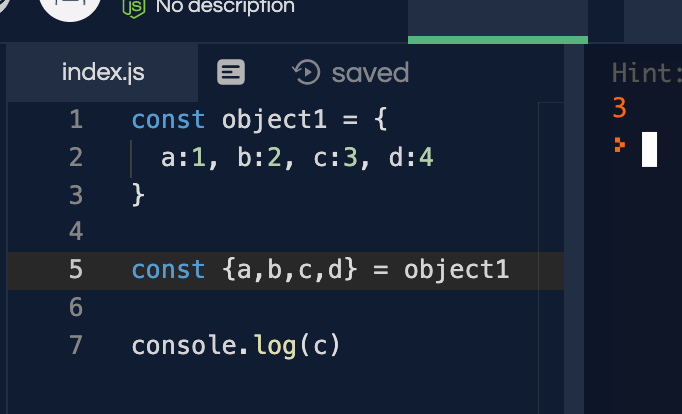 JS No description
index.js saved
1 const object1 = {
2 a:1, b:2, c:3, d:4
3 }
4
5 const {a,b,c,d} = object1
6
7 console.log(c)
Hint:
3